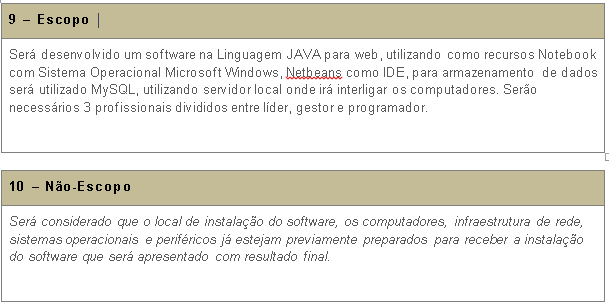 9 – Escopo
Será desenvolvido um software na Linguagem JAVA para web, utilizando como recursos Notebook
com Sistema Operacional Microsoft Windows, Netbeans como IDE, para armazenamento de dados
será utilizado MySQL, utilizando servidor local onde irá interligar os computadores. Serão
necessários 3 profissionais divididos entre líder, gestor e programador.
10 – Não-Escopo
Será considerado que o local de instalação do software, os computadores, infraestrutura de rede,
sistemas operacionais e periféricos já estejam previamente preparados para receber a instalação
do software que será apresentado com resultado final.